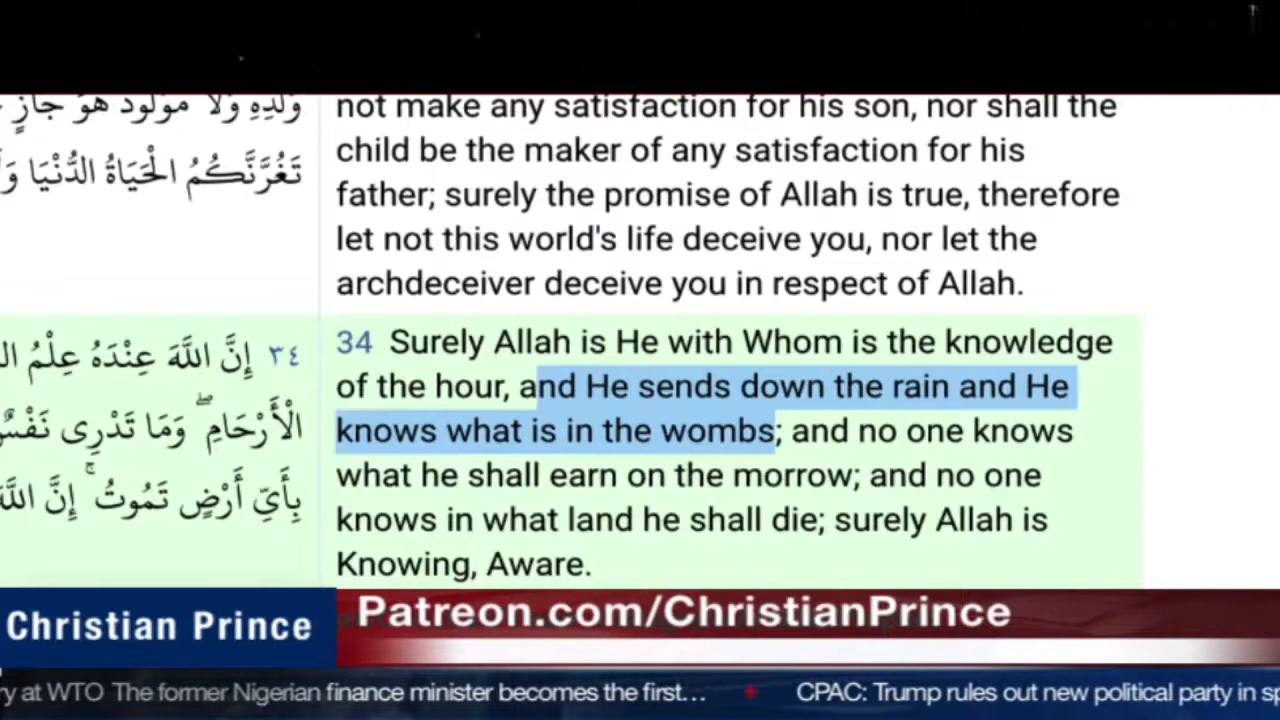 وَلَدِهِ وَلَا مَوْلُودٌ هُوَ جَازٍ
تَغُرَّنَّكُمُ الْحَيَاةُ الدُّنْيَا
not make any satisfaction for his son, nor shall the
child be the maker of any satisfaction for his
father; surely the promise of Allah is true, therefore
let not this world's life deceive you, nor let the
archdeceiver deceive you in respect of Allah.
٣٤ إِنَّ اللَّهَ عِنْدَهُ عِلْمُ
الْأَرْحَامِ ۖ وَمَا تَدْرِى نَفْسٌ
بِأَيِّ أَرْضٍ تَمُوتُ ۚ إِنَّ اللَّهَ
34 Surely Allah is He with Whom is the knowledge
of the hour, and He sends down the rain and He
knows what is in the wombs; and no one knows
what he shall earn on the morrow; and no one
knows in what land he shall die; surely Allah is
Knowing, Aware.
Christian Prince
Patreon.com/ChristianPrince
at WTO The former Nigerian finance minister becomes the first... CPAC: Trump rules out new political party in